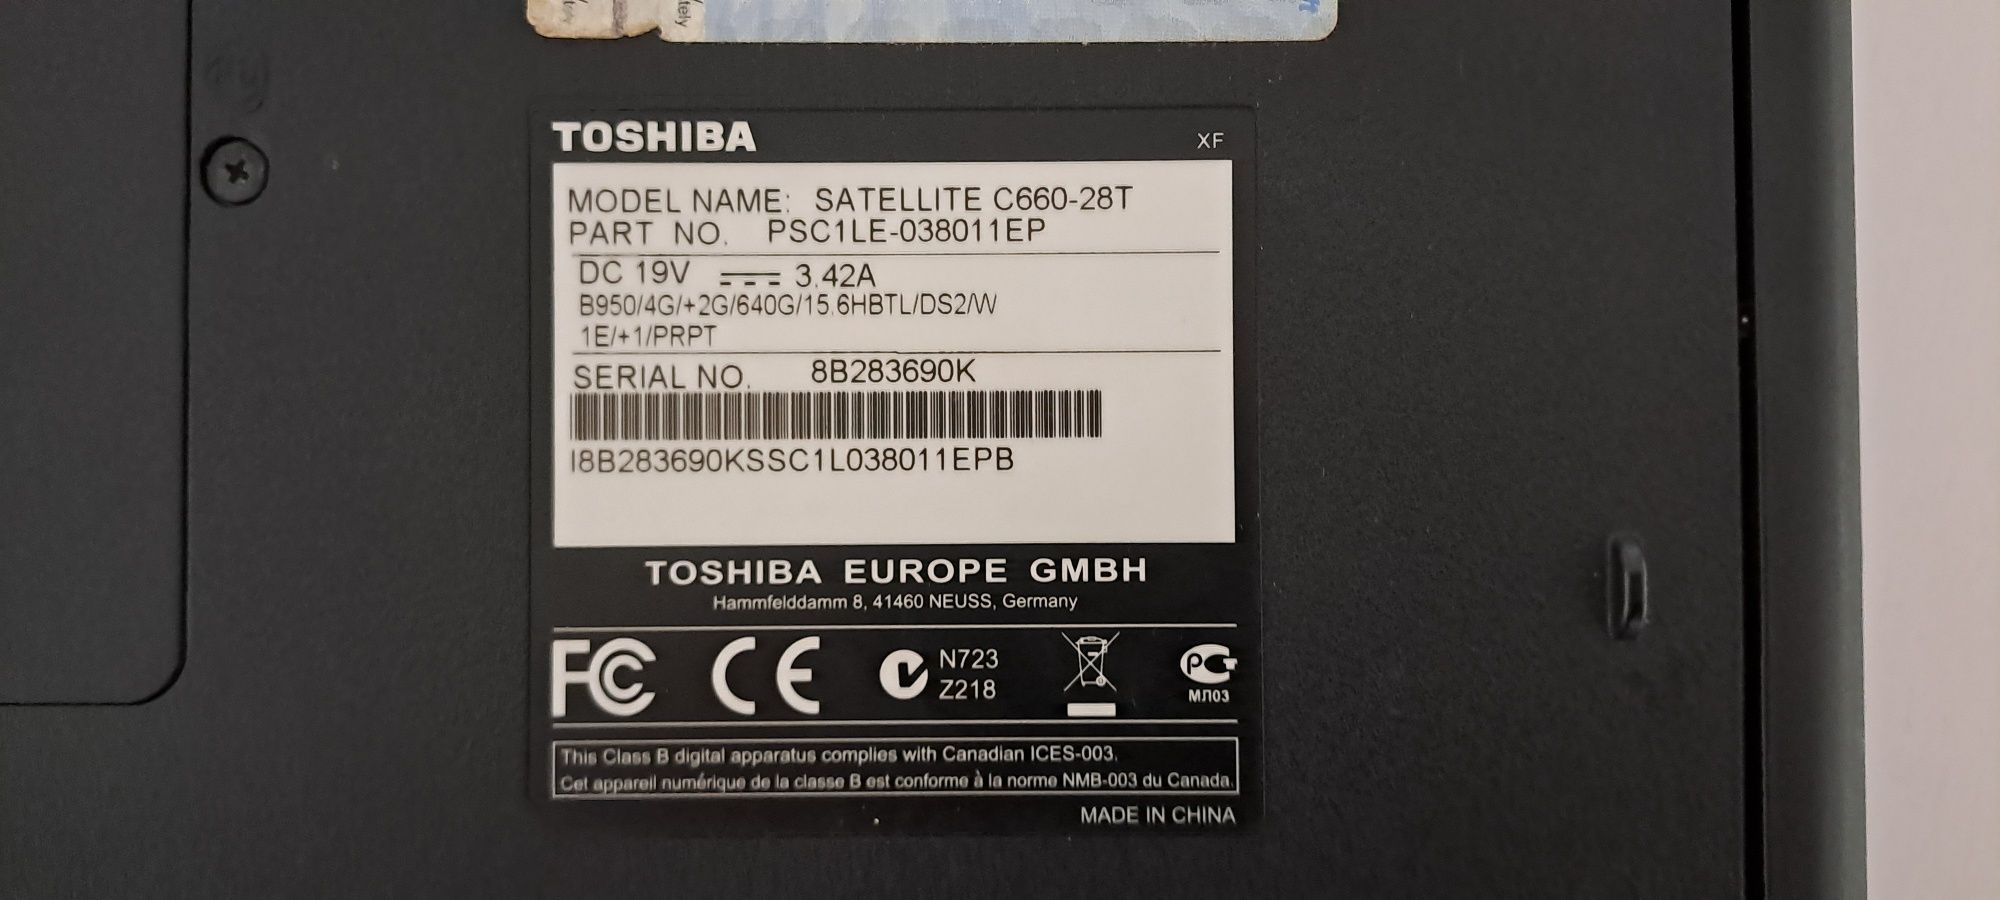 tely
TOSHIBA
XF
MODEL NAME: SATELLITE C660-28T
PART NO. PSC1LE-038011EP
DC 19V 3.42A
B950/4G/+2G/640G/15.6HBTL/DS2/W
1E/+1/PRPT
SERIAL NO. 8B283690K
I8B283690KSSC1L038011EPB
TOSHIBA EUROPE GMBH
Hammfelddamm 8, 41460 NEUSS, Germany
FC CE N723
Z218
РСТ
МЛ03
This Class B digital apparatus complies with Canadian ICES-003.
Cet appareil numérique de la classe B est conforme à la norme NMB-003 du Canada.
MADE IN CHINA